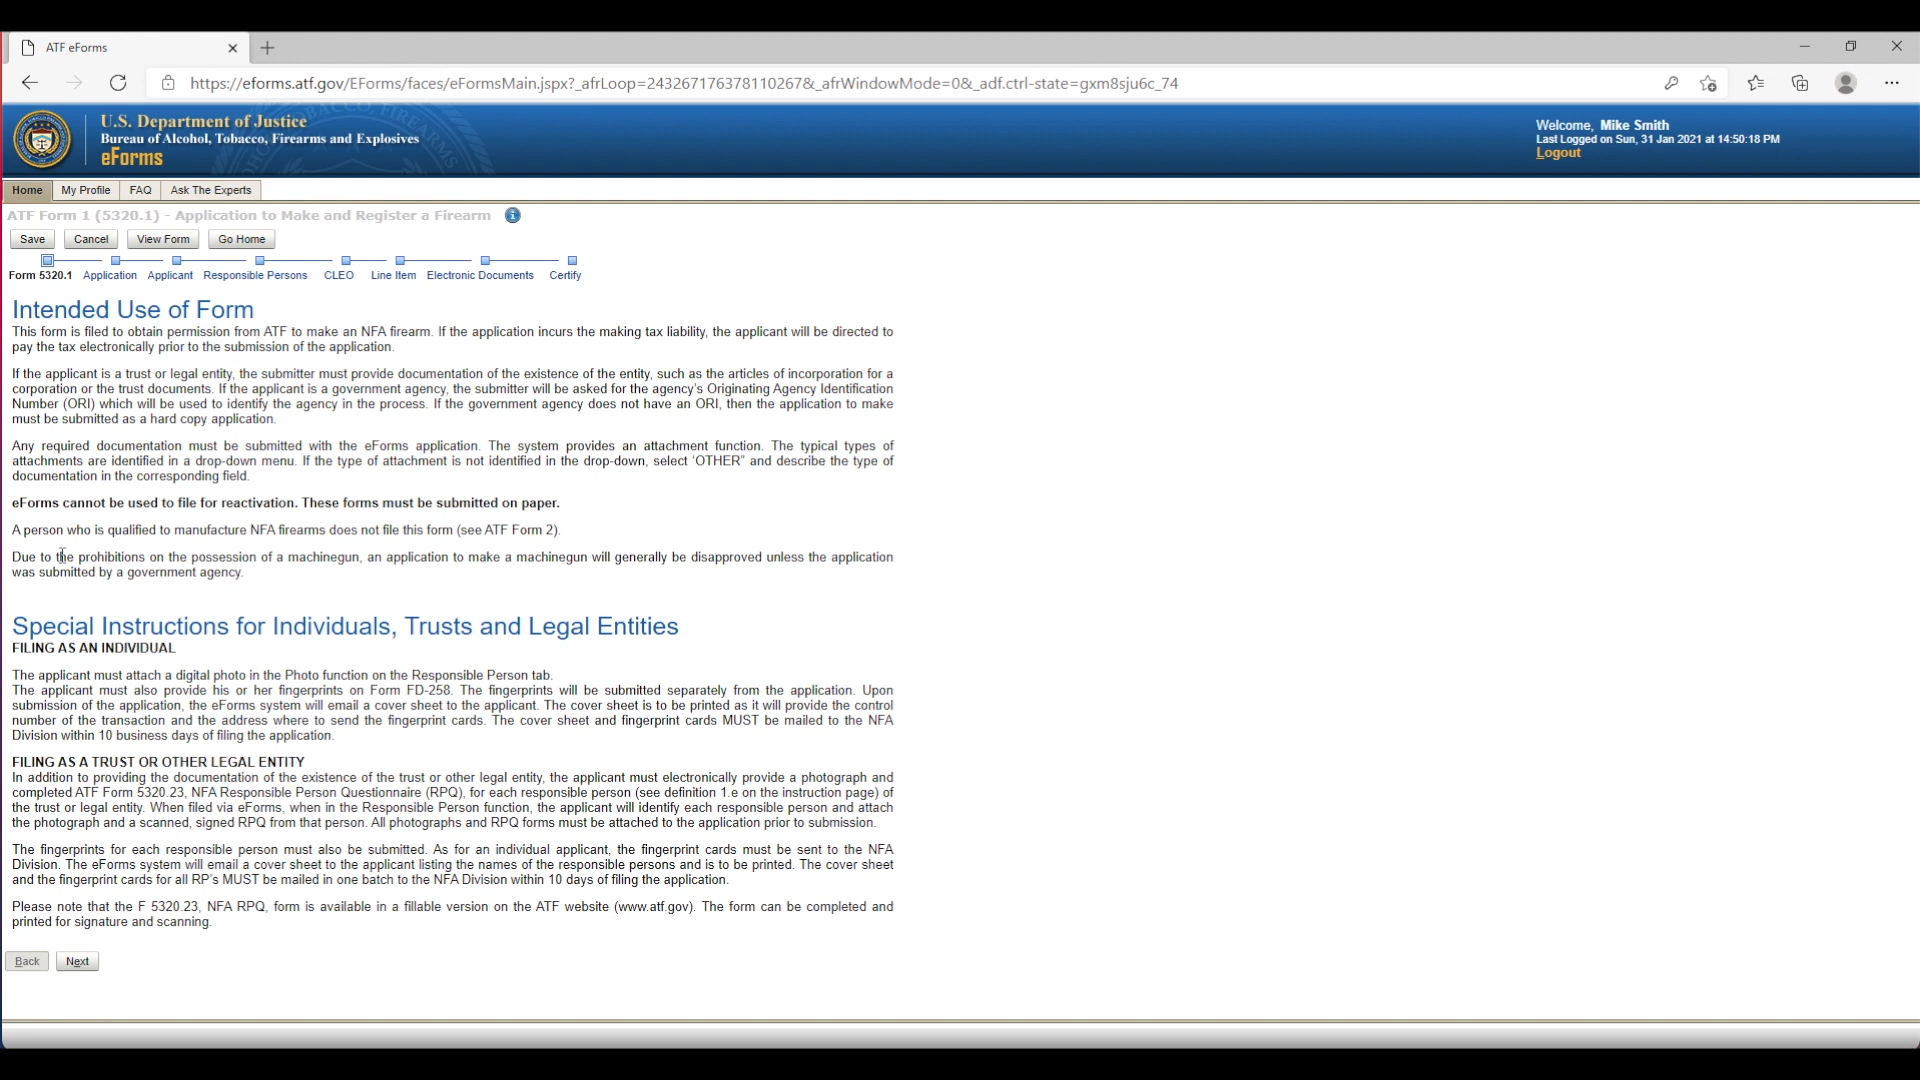 ATF eForms
https://eforms.atf.gov/EForms/faces/eFormsMain.jspx?_afrLoop=2432671763781102​67&_afrWindowMode=0&_adf.ctrl-state=gxm8sju6c_74
U.S. Department of Justice
Bureau of Alcohol, Tobacco, Firearms and Explosives
eForms
Welcome, Mike Smith
Last Logged on Sun, 31 Jan 2021 at 14:50:18 PM
Logout
Home My Profile FAQ Ask The Experts
ATF Form 1 (5320.1) - Application to Make and Register a Firearm
Save Cancel View Form Go Home
Form 5320.1 Application Applicant Responsible Persons CLEO Line Item Electronic Documents Certify
Intended Use of Form
This form is filed to obtain permission from ATF to make an NFA firearm. If the application incurs the making tax liability, the applicant will be directed to
pay the tax electronically prior to the submission of the application.
If the applicant is a trust or legal entity, the submitter must provide documentation of the existence of the entity, such as the articles of incorporation for a
corporation or the trust documents. If the applicant is a government agency, the submitter will be asked for the agency's Originating Agency Identification
Number (ORI) which will be used to identify the agency in the process. If the government agency does not have an ORI, then the application to make
must be submitted as a hard copy application.
Any required documentation must be submitted with the eForms application. The system provides an attachment function. The typical types of
attachments are identified in a drop-down menu. If the type of attachment is not identified in the drop-down, select 'OTHER" and describe the type of
documentation in the corresponding field.
eForms cannot be used to file for reactivation. These forms must be submitted on paper.
A person who is qualified to manufacture NFA firearms does not file this form (see ATF Form 2).
Due to the prohibitions on the possession of a machinegun, an application to make a machinegun will generally be disapproved unless the application
was submitted by a government agency.
Special Instructions for Individuals, Trusts and Legal Entities
FILING AS AN INDIVIDUAL
The applicant must attach a digital photo in the Photo function on the Responsible Person tab.
The applicant must also provide his or her fingerprints on Form FD-258. The fingerprints will be submitted separately from the application. Upon
submission of the application, the eForms system will email a cover sheet to the applicant. The cover sheet is to be printed as it will provide the control
number of the transaction and the address where to send the fingerprint cards. The cover sheet and fingerprint cards MUST be mailed to the NFA
Division within 10 business days of filing the application.
FILING AS A TRUST OR OTHER LEGAL ENTITY
In addition to providing the documentation of the existence of the trust or other legal entity, the applicant must electronically provide a photograph and
completed ATF Form 5320.23, NFA Responsible Person Questionnaire (RPQ), for each responsible person (see definition 1.e on the instruction page) of
the trust or legal entity. When filed via eForms, when in the Responsible Person function, the applicant will identify each responsible person and attach
the photograph and a scanned, signed RPQ from that person. All photographs and RPQ forms must be attached to the application prior to submission.
The fingerprints for each responsible person must also be submitted. As for an individual applicant, the fingerprint cards must be sent to the NFA
Division. The eForms system will email a cover sheet to the applicant listing the names of the responsible persons and is to be printed. The cover sheet
and the fingerprint cards for all RP's MUST be mailed in one batch to the NFA Division within 10 days of filing the application.
Please note that the F 5320.23, NFA RPQ, form is available in a fillable version on the ATF website (www.atf.gov). The form can be completed and
printed for signature and scanning.
Back Next